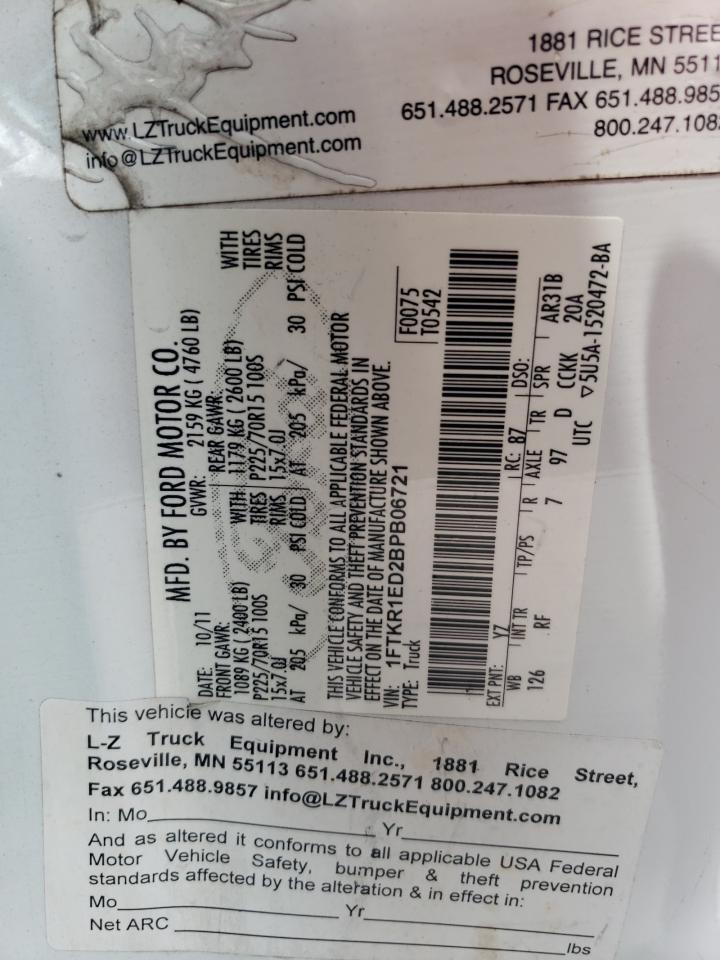 1881 RICE STREE
ROSEVILLE, MN 5511
651.488.2571 FAX 651.488.985
800.247.108
www.LZTruckEquipment.com
info@LZTruckEquipment.com
MFD. BY FORD MOTOR CO.
DATE: 10/11 GVWR: 2159 KG ( 4760 LB)
FRONT GAWR: REAR GAWR: WITH
1089 KG ( 2400 LB) WITH 1179 KG ( 2600 LB) TIRES
P225/70R15 100S TIRES P225/70R15 100S RIMS
15x7.0J RIMS 15x7.0J
AT 205 kPa/ 30 PSI COLD AT 205 kPa/ 30 PSI COLD
THIS VEHICLE CONFORMS TO ALL APPLICABLE FEDERAL MOTOR
VEHICLE SAFETY AND THEFT PREVENTION STANDARDS IN
EFFECT ON THE DATE OF MANUFACTURE SHOWN ABOVE.
VIN: 1FTKR1ED2BPB06721 F0075
TYPE: Truck T0542
EXT PNT: YZ RC: B7 DSO:
WB INT TR TP/PS R AXLE TR SPR AR31B
126 RF 7 97 D CCKK 20A
UTC ▽5U5A-1520472-BA
This vehicle was altered by:
L-Z Truck Equipment Inc., 1881 Rice Street,
Roseville, MN 55113 651.488.2571 800.247.1082
Fax 651.488.9857 info@LZTruckEquipment.com
In: Mo Yr
And as altered it conforms to all applicable USA Federal
Motor Vehicle Safety, bumper & theft prevention
standards affected by the alteration & in effect in:
Mo Yr
Net ARC lbs